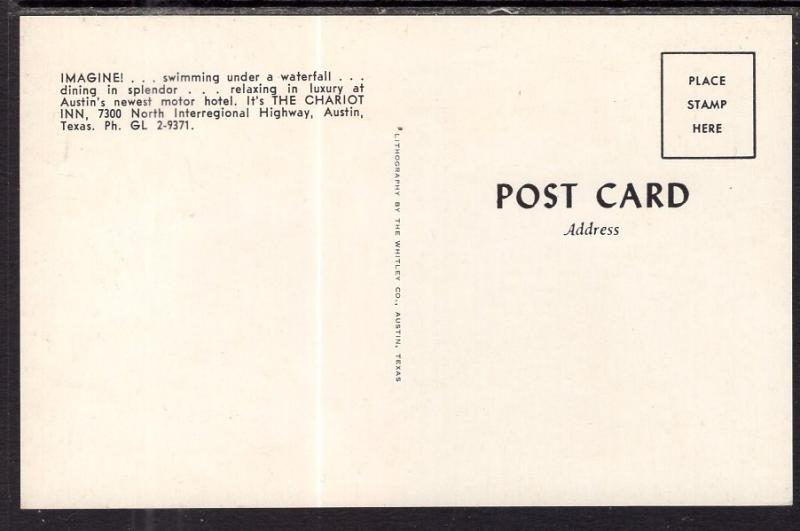 IMAGINE! . . . swimming under a waterfall . . .
dining in splendor . . . relaxing in luxury at
Austin's newest motor hotel. It's THE CHARIOT
INN, 7300 North Interregional Highway, Austin,
Texas. Ph. GL 2-9371.
LITHOGRAPHY BY THE WHITLEY CO., AUSTIN, TEXAS
PLACE
STAMP
HERE
POST CARD
Address